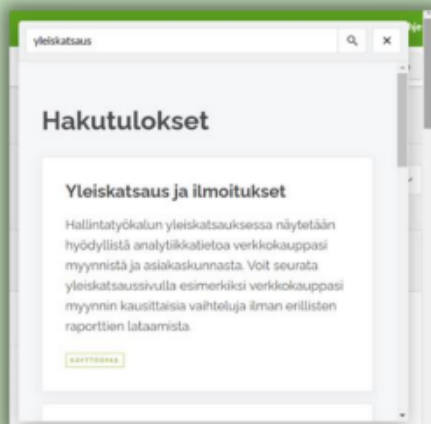 yleiskatsaus
Hakutulokset
Yleiskatsaus ja ilmoitukset
Hallintatyökalun yleiskatsauksessa näytetään
hyödyllistä analytiikkatietoa verkkokauppasi
myynnistä ja asiakaskunnasta. Voit seurata
yleiskatsaussivulla esimerkiksi verkkokauppasi
myynnin kausittaisia vaihteluja ilman erillisten
raporttien lataamista.
KÄYTTÖOPAS